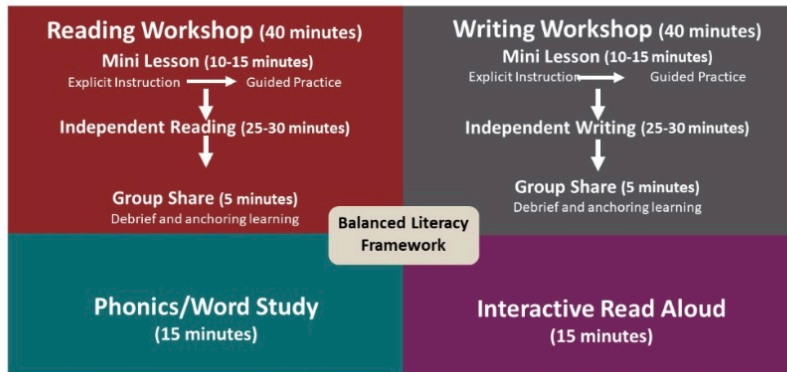 Reading Workshop (40 minutes)
Mini Lesson (10-15 minutes)
Explicit Instruction Guided Practice
Independent Reading (25-30 minutes)
Group Share (5 minutes)
Debrief and anchoring learning
Writing Workshop (40 minutes)
Mini Lesson (10-15 minutes)
Explicit Instruction Guided Practice
Independent Writing (25-30 minutes)
Group Share (5 minutes)
Debrief and anchoring learning
Balanced Literacy
Framework
Phonics/Word Study
(15 minutes)
Interactive Read Aloud
(15 minutes)